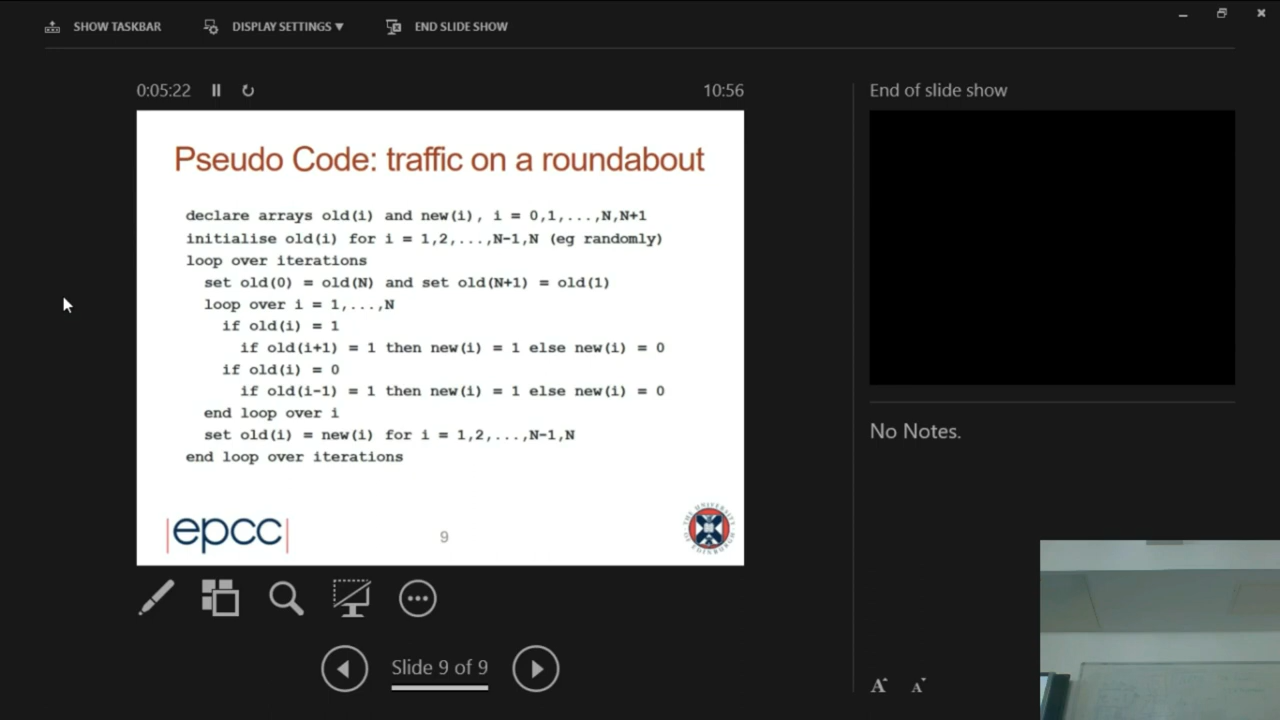 SHOW TASKBAR DISPLAY SETTINGS ▼ END SLIDE SHOW
0:05:22 10:56
End of slide show
Pseudo Code: traffic on a roundabout
declare arrays old(i) and new(i), i = 0,1,...,N,N+1
initialise old(i) for i = 1,2,...,N-1,N (eg randomly)
loop over iterations
set old(0) = old(N) and set old(N+1) = old(1)
loop over i = 1,...,N
if old(i) = 1
if old(i+1) = 1 then new(i) = 1 else new(i) = 0
if old(i) = 0
if old(i-1) = 1 then new(i) = 1 else new(i) = 0
end loop over i
set old(i) = new(i) for i = 1,2,...,N-1,N
end loop over iterations
No Notes.
|epcc|
9
THE UNIVERSITY OF EDINBURGH
Slide 9 of 9
A A